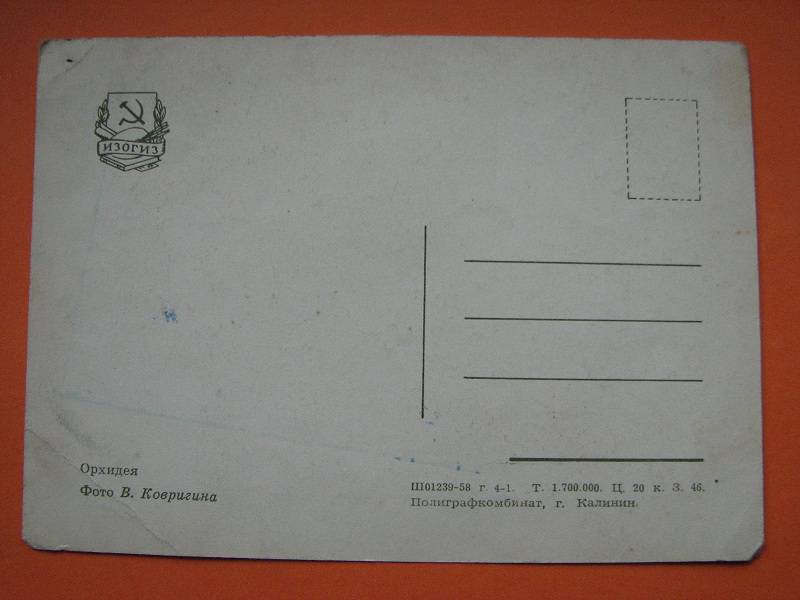 ИЗОГИЗ
Орхидея
Фото В. Ковригина
Ш01239-58 г. 4-1. Т. 1.700.000. Ц. 20 к. З. 46.
Полиграфкомбинат, г. Калинин.